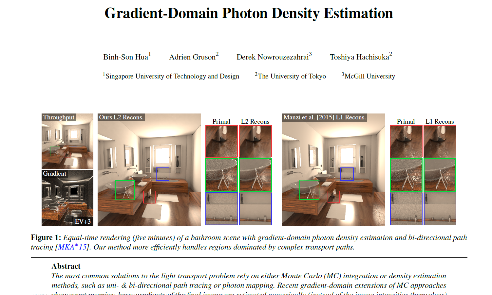 Gradient-Domain Photon Density Estimation
Binh-Son Hua1 Adrien Gruson2 Derek Nowrouzezahrai3 Toshiya Hachisuka2
1Singapore University of Technology and Design 2The University of Tokyo 3McGill University
Throughput Ours L2 Recons Primal L2 Recons Manzi et al. [2015] L1 Recons Primal L1 Recons
Gradient
EV+3
Figure 1: Equal-time rendering (five minutes) of a bathroom scene with gradient-domain photon density estimation and bi-directional path
tracing [MKA*15]. Our method more efficiently handles regions dominated by complex transport paths.
Abstract
The most common solutions to the light transport problem rely on either Monte Carlo (MC) integration or density estimation
methods, such as uni- & bi-directional path tracing or photon mapping. Recent gradient-domain extensions of MC approaches